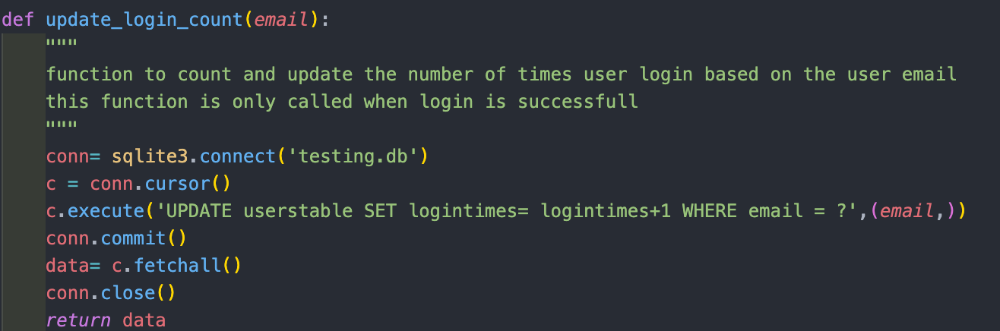 def update_login_count(email):
"""
function to count and update the number of times user login based on the user email
this function is only called when login is successfull
"""
conn= sqlite3.connect('testing.db')
c = conn.cursor()
c.execute('UPDATE userstable SET logintimes= logintimes+1 WHERE email = ?',(email,))
conn.commit()
data= c.fetchall()
conn.close()
return data